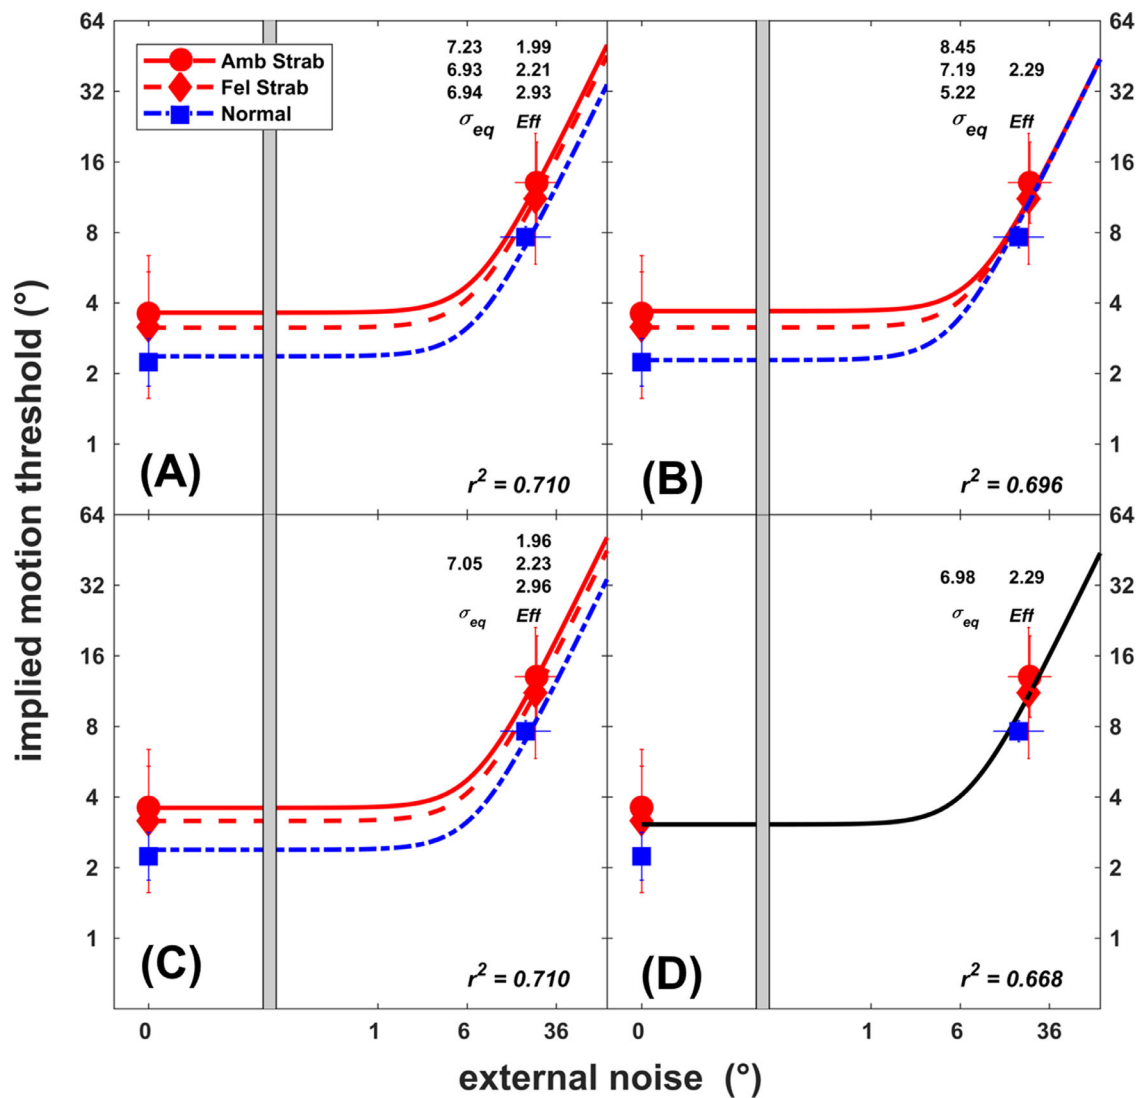 64
32
16
8
4
2
1
Amb Strab
Fel Strab
Normal
7.23 1.99
6.93 2.21
6.94 2.93
σeq Eff
(A)
r2 = 0.710
8.45
7.19 2.29
5.22
σeq Eff
(B)
r2 = 0.696
64
32
16
8
4
2
1
64
32
16
8
4
2
1
1.96
7.05 2.23
2.96
σeq Eff
(C)
r2 = 0.710
6.98 2.29
σeq Eff
(D)
r2 = 0.668
64
32
16
8
4
2
1
0 1 6 36
0 1 6 36
implied motion threshold (°)
external noise (°)